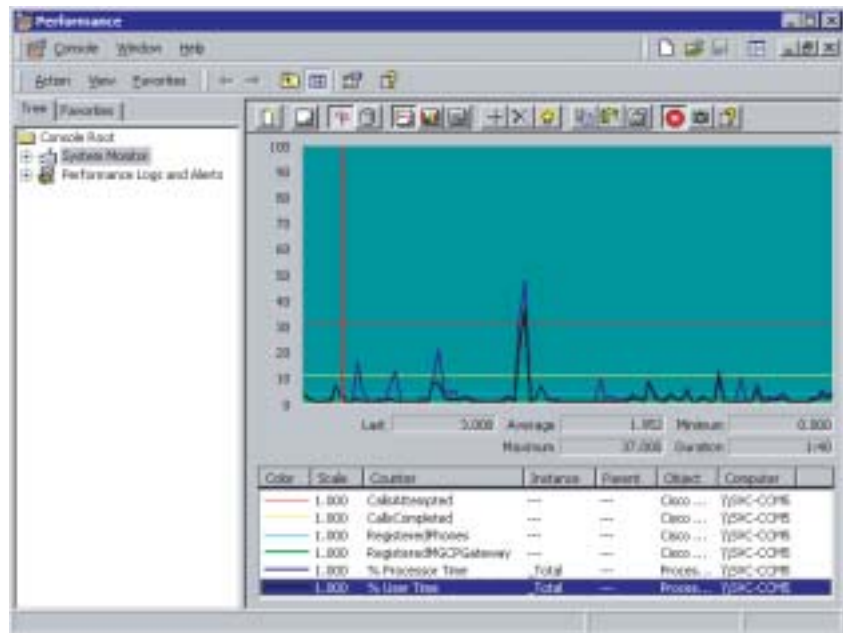 Performance
Console Window Help
Action View Favorites
Tree Favorites
Console Root
System Monitor
Performance Logs and Alerts
100
90
80
70
60
50
40
30
20
10
0
Last 3.000 Average 1.852 Minimum 0.000
Maximum 37.000 Duration 1:40
Color Scale Counter Instance Parent Object Computer
1.000 CallsAttempted --- --- Cisco ...
1.000 CallsCompleted --- --- Cisco ...
1.000 RegisteredPhones --- --- Cisco ...
1.000 RegisteredMGCPGateway --- --- Cisco ...
1.000 % Processor Time _Total --- Proces...
1.000 % User Time _Total --- Proces...